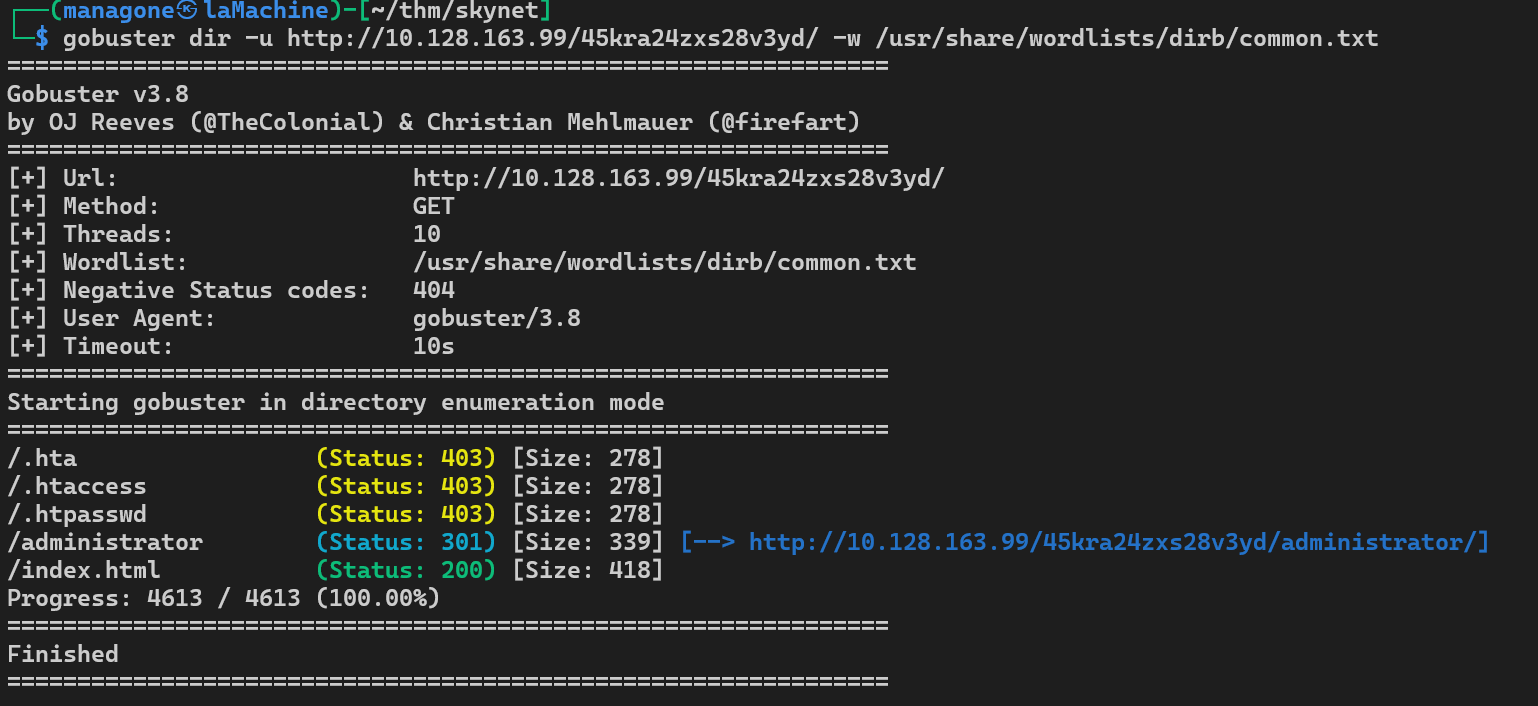 ┌──(managone㉿laMachine)-[~/thm/skynet]
└─$ gobuster dir -u http://10.128.163.99/45kra24zxs28v3yd/ -w /usr/share/wordlists/dirb/common.txt
===============================================================
Gobuster v3.8
by OJ Reeves (@TheColonial) & Christian Mehlmauer (@firefart)
===============================================================
[+] Url:                     http://10.128.163.99/45kra24zxs28v3yd/
[+] Method:                  GET
[+] Threads:                 10
[+] Wordlist:                /usr/share/wordlists/dirb/common.txt
[+] Negative Status codes:   404
[+] User Agent:              gobuster/3.8
[+] Timeout:                 10s
===============================================================
Starting gobuster in directory enumeration mode
===============================================================
/.hta                 (Status: 403) [Size: 278]
/.htaccess            (Status: 403) [Size: 278]
/.htpasswd            (Status: 403) [Size: 278]
/administrator        (Status: 301) [Size: 339] [--> http://10.128.163.99/45kra24zxs28v3yd/administrator/]
/index.html           (Status: 200) [Size: 418]
Progress: 4613 / 4613 (100.00%)
===============================================================
Finished
===============================================================